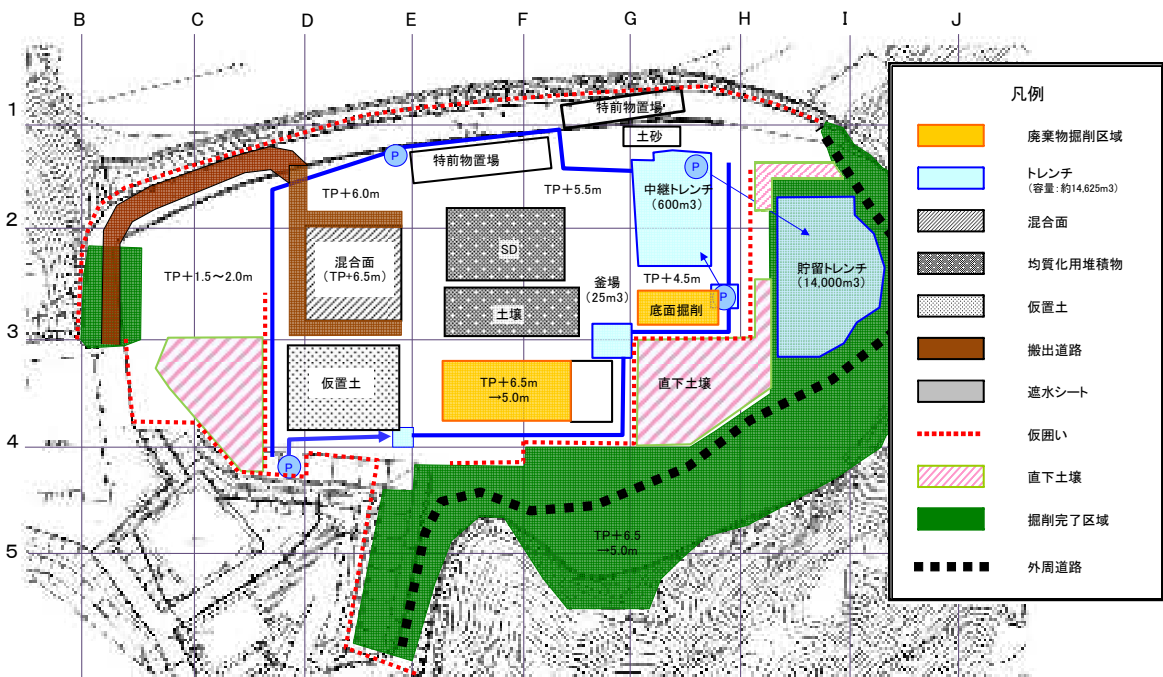 B C D E F G H I J
1
2
3
4
5
特前物置場
土砂
特前物置場
P
P
TP+6.0m
TP+5.5m
中継トレンチ
(600m3)
SD
混合面
(TP+6.5m)
TP+1.5～2.0m
釜場
(25m3)
TP+4.5m
貯留トレンチ
(14,000m3)
P
土壌
底面掘削
仮置土
TP+6.5m
→5.0m
直下土壌
P
TP+6.5
→5.0m
凡例
廃棄物掘削区域
トレンチ
(容量:約14,625m3)
混合面
均質化用堆積物
仮置土
搬出道路
遮水シート
仮囲い
直下土壌
掘削完了区域
外周道路